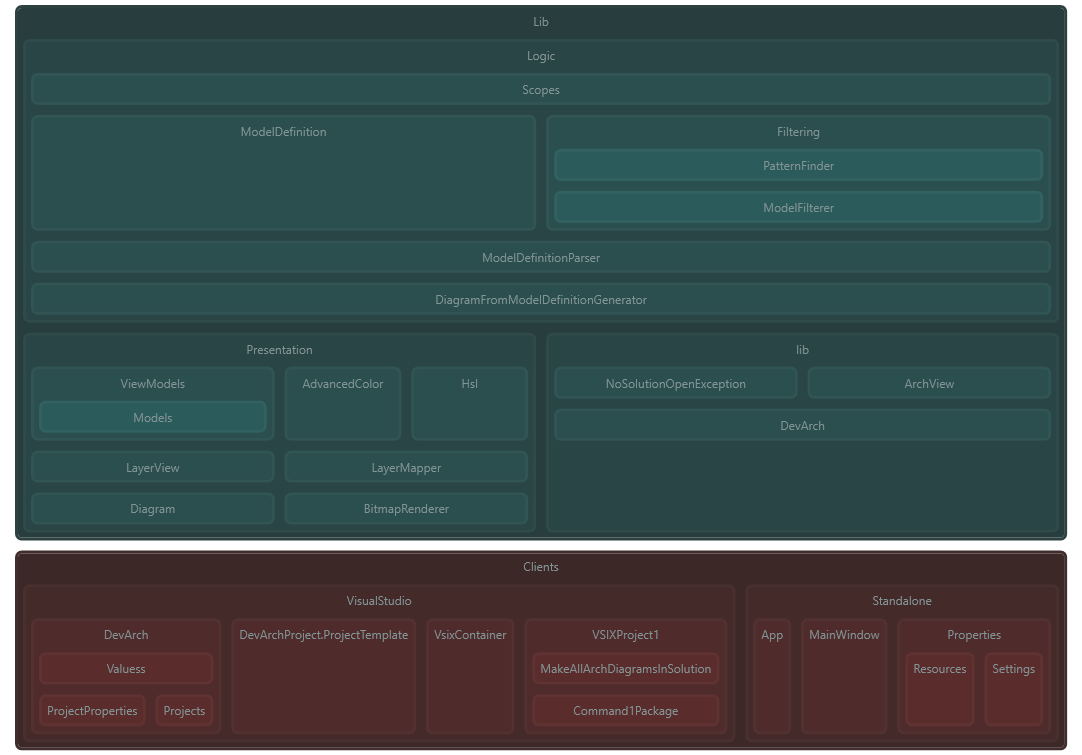 Lib
Logic
Scopes
ModelDefinition
Filtering
PatternFinder
ModelFilterer
ModelDefinitionParser
DiagramFromModelDefinitionGenerator
Presentation
ViewModels
Models
AdvancedColor
Hsl
LayerView
LayerMapper
Diagram
BitmapRenderer
lib
NoSolutionOpenException
ArchView
DevArch
Clients
VisualStudio
DevArch
Valuess
ProjectProperties
Projects
DevArchProject.ProjectTemplate
VsixContainer
VSIXProject1
MakeAllArchDiagramsInSolution
Command1Package
Standalone
App
MainWindow
Properties
Resources
Settings